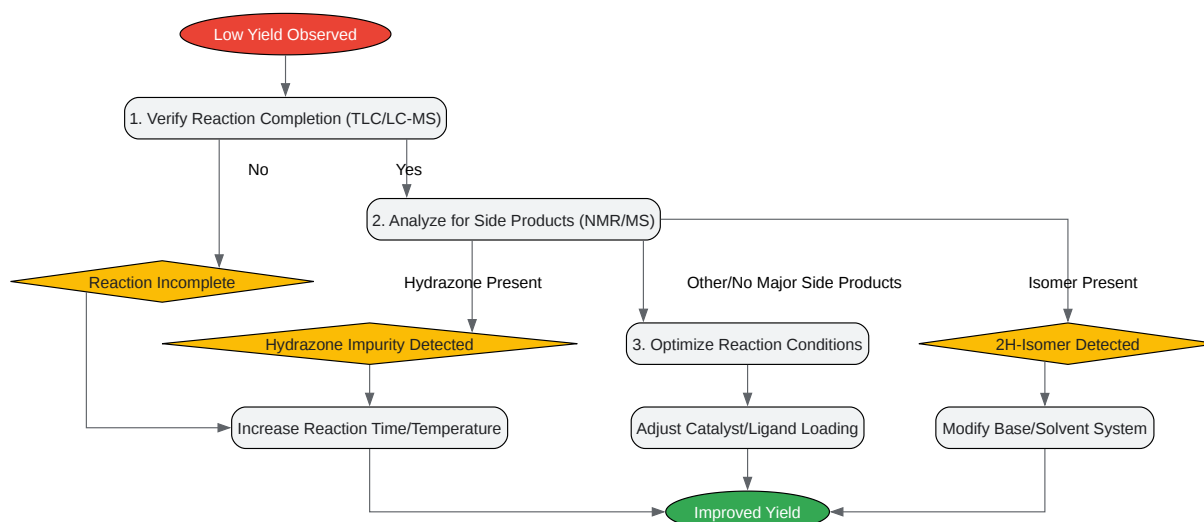 Low Yield Observed
1. Verify Reaction Completion (TLC/LC-MS)
No
Yes
2. Analyze for Side Products (NMR/MS)
Reaction Incomplete
Hydrazone Present
Other/No Major Side Products
Isomer Present
Hydrazone Impurity Detected
3. Optimize Reaction Conditions
2H-Isomer Detected
Increase Reaction Time/Temperature
Adjust Catalyst/Ligand Loading
Modify Base/Solvent System
Improved Yield